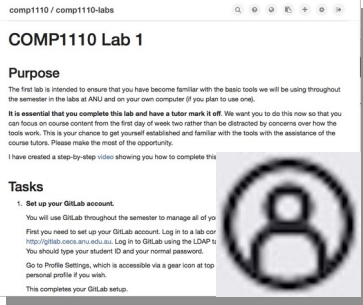 comp1110 / comp1110-labs
COMP1110 Lab 1
Purpose
The first lab is intended to ensure that you have become familiar with the basic tools we will be using throughout
the semester in the labs at ANU and on your own computer (if you plan to use one).
It is essential that you complete this lab and have a tutor mark it off. We want you to do this now so that you
can focus on course content from the first day of week two rather than be distracted by concerns over how the
tools work. This is your chance to get yourself established and familiar with the tools with the assistance of the
course tutors. Please make the most of the opportunity.
I have created a step-by-step video showing you how to complete this
Tasks
1. Set up your GitLab account.
You will use GitLab throughout the semester to manage all of yo
First you need to set up your GitLab account. Log in to a lab con
http://gitlab.cecs.anu.edu.au. Log in to GitLab using the LDAP ta
You should type your student ID and your normal password.
Go to Profile Settings, which is accessible via a gear icon at top
personal profile if you wish.
This completes your GitLab setup.